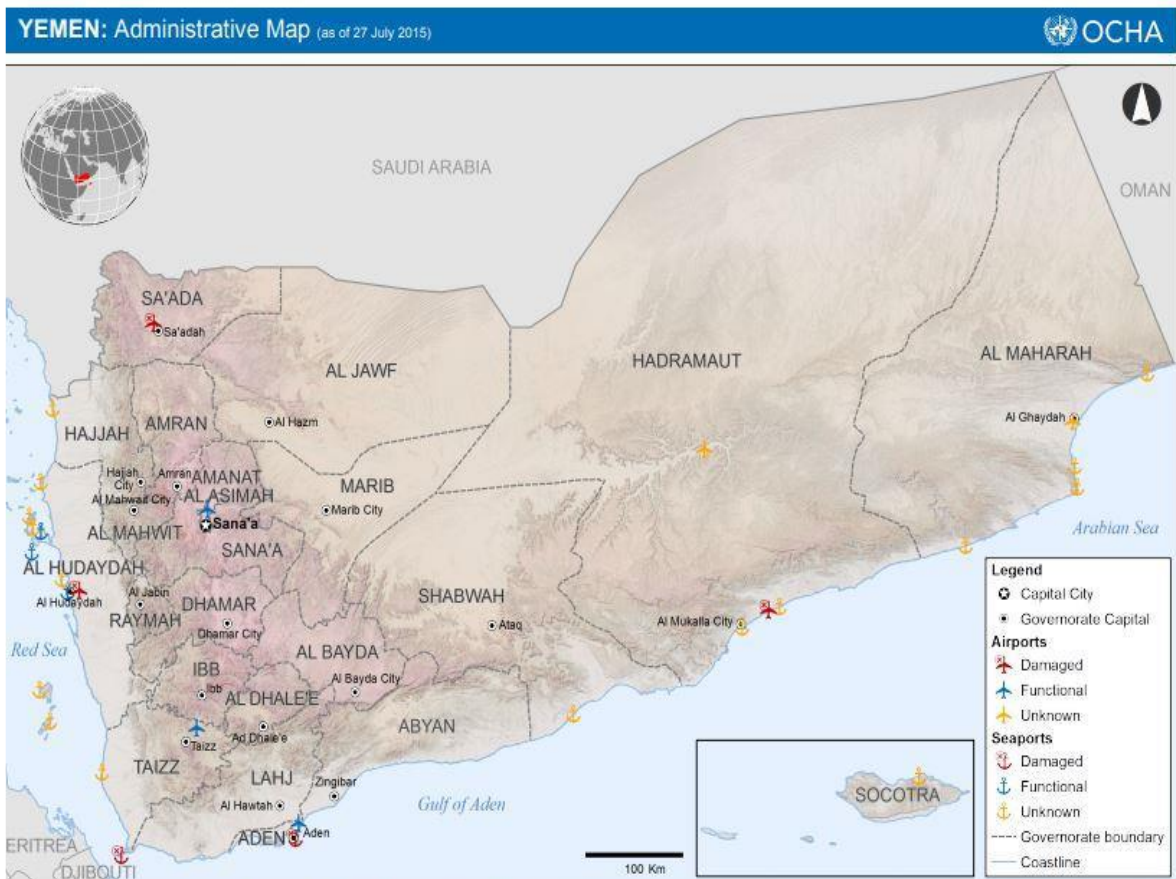 YEMEN: Administrative Map (as of 27 July 2015)
OCHA
SAUDI ARABIA
OMAN
SA'ADA
Sa'adah
AL JAWF
HADRAMAUT
AL MAHARAH
Al Ghaydah
Al Hazm
HAJJAH
AMRAN
Hajjah
City
Amran
AMANAT
AL ASIMAH
MARIB
Al Mahwait City
Marib City
Sana'a
AL MAHWIT
SANA'A
Arabian Sea
AL HUDAYDAH
Al Hudaydah
Al Jabin
RAYMAH
DHAMAR
Dhamar City
SHABWAH
Ataq
Al Mukalla City
Red Sea
IBB
Ibb
AL BAYDA
Al Bayda City
AL DHALE'E
Ad Dhale'e
ABYAN
Taizz
TAIZZ
LAHJ
Zingibar
Al Hawtah
Gulf of Aden
ADEN
Aden
SOCOTRA
ERITREA
DJIBOUTI
100 Km
Legend
Capital City
Governorate Capital
Airports
Damaged
Functional
Unknown
Seaports
Damaged
Functional
Unknown
Governorate boundary
Coastline